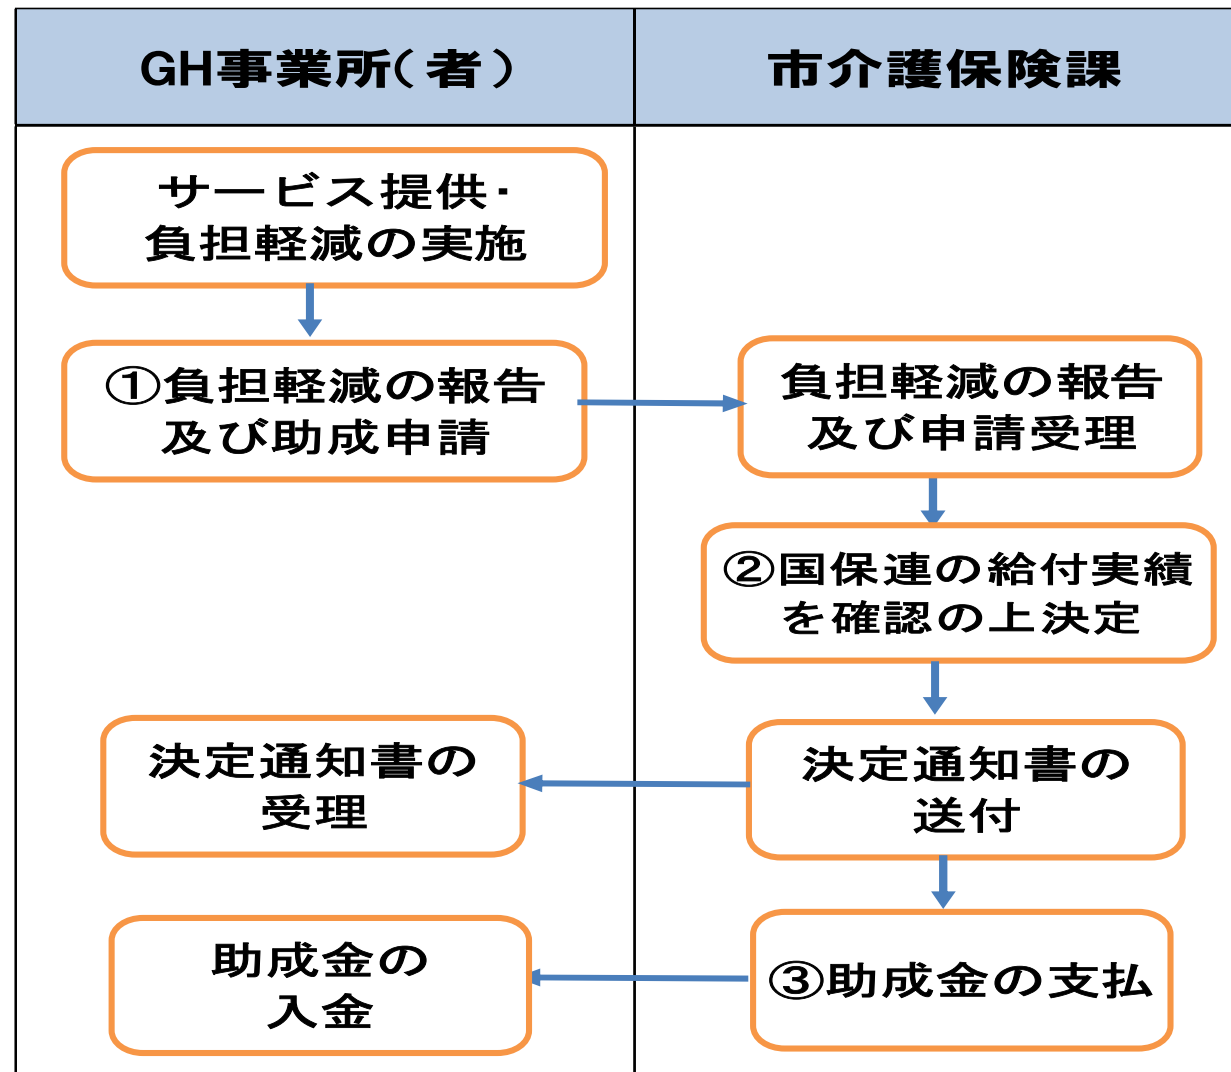 GH事業所(者)
市介護保険課
サービス提供・
負担軽減の実施
①負担軽減の報告
及び助成申請
負担軽減の報告
及び申請受理
②国保連の給付実績
を確認の上決定
決定通知書の
受理
決定通知書の
送付
助成金の
入金
③助成金の支払